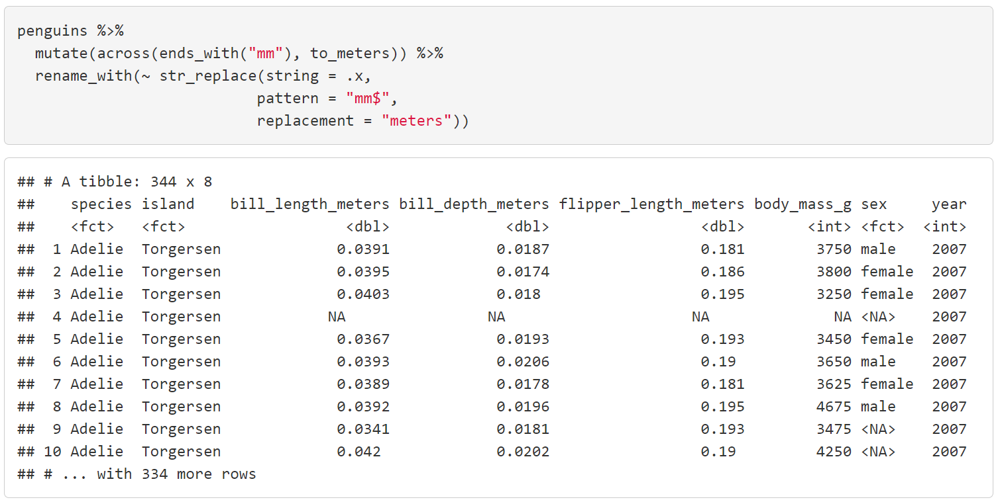 penguins %>%
  mutate(across(ends_with("mm"), to_meters)) %>%
  rename_with(~ str_replace(string = .x,
                           pattern = "mm$",
                           replacement = "meters"))
## # A tibble: 344 x 8
##    species island    bill_length_meters bill_depth_meters flipper_length_meters body_mass_g sex     year
##    <fct>   <fct>                  <dbl>             <dbl>                 <dbl>       <int> <fct>  <int>
##  1 Adelie  Torgersen             0.0391            0.0187                 0.181        3750 male    2007
##  2 Adelie  Torgersen             0.0395            0.0174                 0.186        3800 female  2007
##  3 Adelie  Torgersen             0.0403            0.018                  0.195        3250 female  2007
##  4 Adelie  Torgersen            NA                NA                     NA              NA <NA>    2007
##  5 Adelie  Torgersen             0.0367            0.0193                 0.193        3450 female  2007
##  6 Adelie  Torgersen             0.0393            0.0206                 0.19         3650 male    2007
##  7 Adelie  Torgersen             0.0389            0.0178                 0.181        3625 female  2007
##  8 Adelie  Torgersen             0.0392            0.0196                 0.195        4675 male    2007
##  9 Adelie  Torgersen             0.0341            0.0181                 0.193        3475 <NA>    2007
## 10 Adelie  Torgersen             0.042             0.0202                 0.19         4250 <NA>    2007
## # ... with 334 more rows